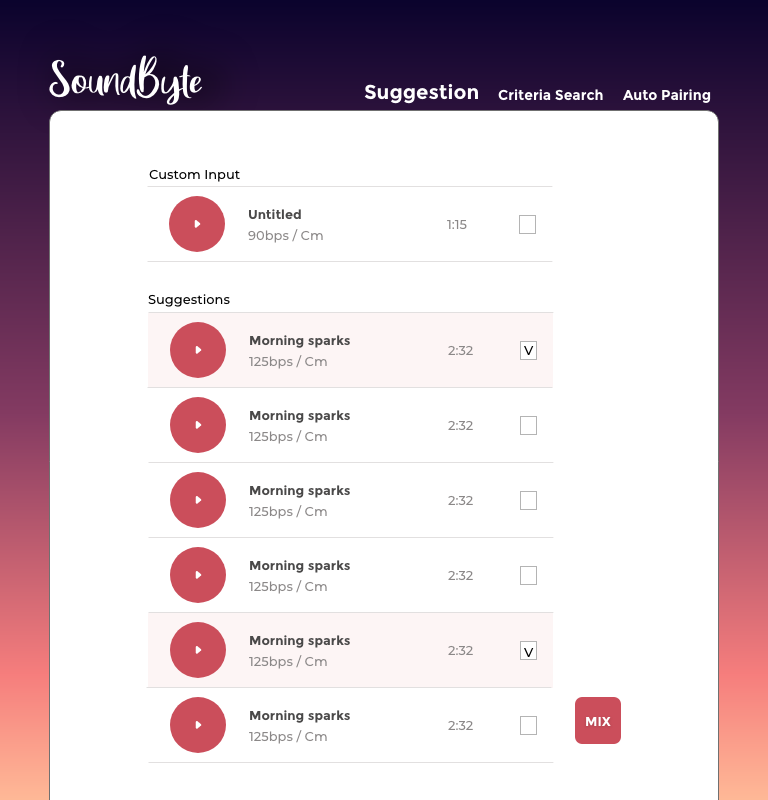 SoundByte
Suggestion Criteria Search Auto Pairing
Custom Input
Untitled
90bps / Cm
1:15
Suggestions
Morning sparks
125bps / Cm
2:32
V
Morning sparks
125bps / Cm
2:32
Morning sparks
125bps / Cm
2:32
Morning sparks
125bps / Cm
2:32
Morning sparks
125bps / Cm
2:32
V
Morning sparks
125bps / Cm
2:32
MIX